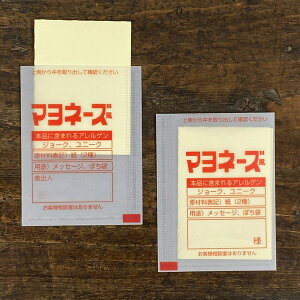 上側から中を取り出してご確認ください
マヨネーズ風
本品に含まれるアレルゲン
ジョーク、ユニーク
原材料表記）紙（2種）
用途）メッセージ、ぽち袋
差出人
お客様相談室はありません
上側から中を取り出してご確認ください
マヨネーズ風
本品に含まれるアレルゲン
ジョーク、ユニーク
原材料表記）紙（2種）
用途）メッセージ、ぽち袋
様
お客様相談室はありません